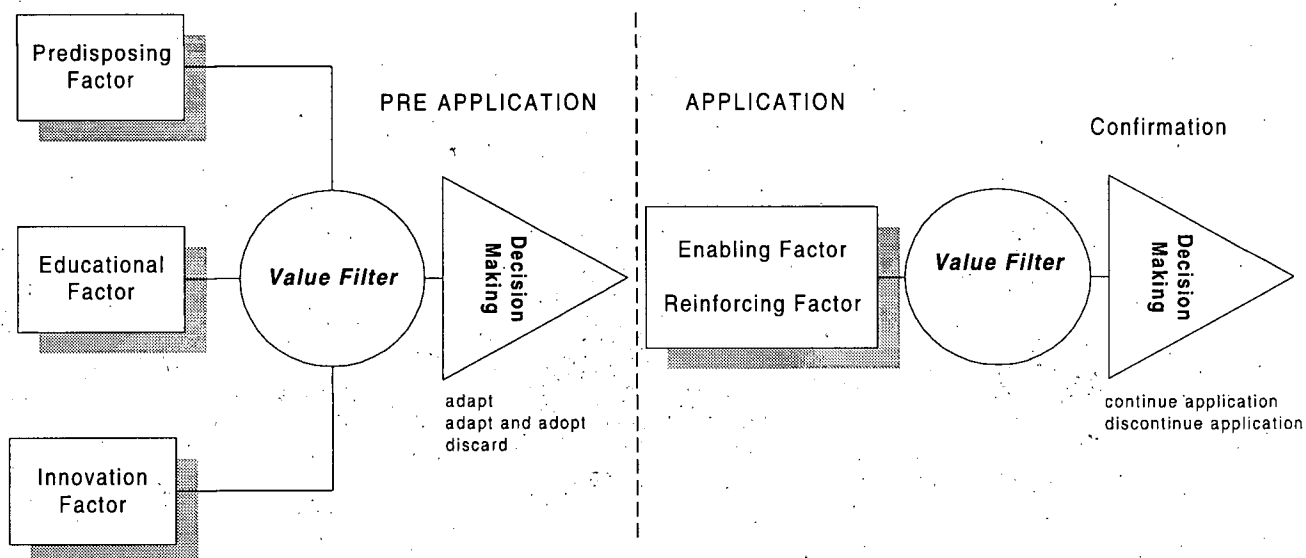 Predisposing
Factor
PRE APPLICATION
Educational
Factor
Value Filter
Decision
Making
adapt
adapt and adopt
discard
Innovation
Factor
APPLICATION
Enabling Factor
Reinforcing Factor
Value Filter
Confirmation
Decision
Making
continue application
discontinue application